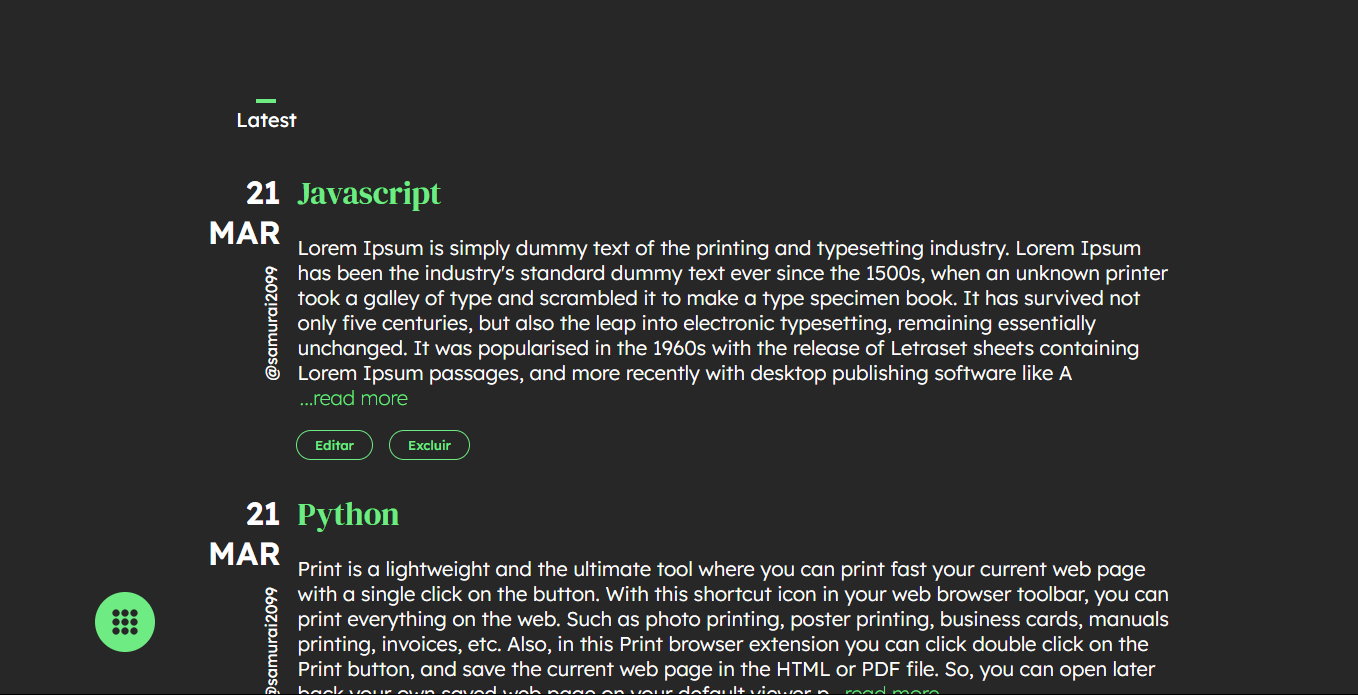 Latest
21
MAR
@samurai2099
Javascript
Lorem Ipsum is simply dummy text of the printing and typesetting industry. Lorem Ipsum
has been the industry's standard dummy text ever since the 1500s, when an unknown printer
took a galley of type and scrambled it to make a type specimen book. It has survived not
only five centuries, but also the leap into electronic typesetting, remaining essentially
unchanged. It was popularised in the 1960s with the release of Letraset sheets containing
Lorem Ipsum passages, and more recently with desktop publishing software like A
...read more
Editar
Excluir
21
MAR
@samurai2099
Python
Print is a lightweight and the ultimate tool where you can print fast your current web page
with a single click on the button. With this shortcut icon in your web browser toolbar, you can
print everything on the web. Such as photo printing, poster printing, business cards, manuals
printing, invoices, etc. Also, in this Print browser extension you can click double click on the
Print button, and save the current web page in the HTML or PDF file. So, you can open later
back your own saved web page on your default viewer p...read more